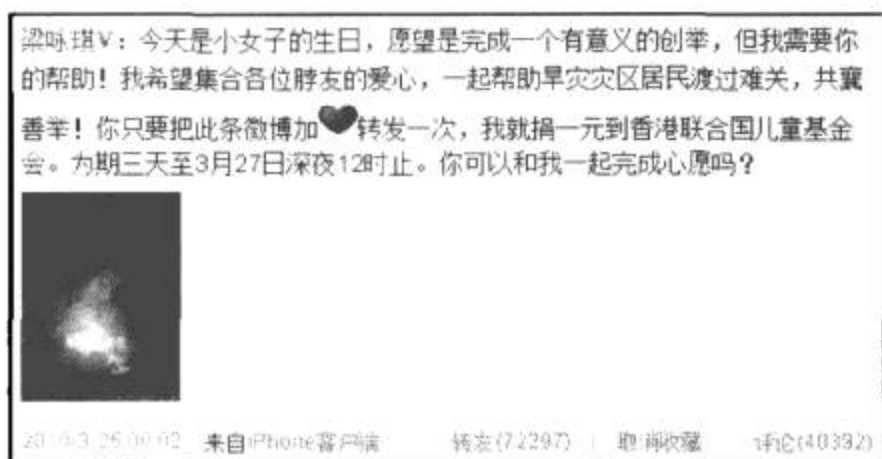 梁咏琪V：今天是小女子的生日，愿望是完成一个有意义的创举，但我需要你
的帮助！我希望集合各位脖友的爱心，一起帮助旱灾灾区居民渡过难关，共襄
善举！你只要把此条微博加❤转发一次，我就捐一元到香港联合国儿童基金
会。为期三天至3月27日深夜12时止。你可以和我一起完成心愿吗？
来自iPhone客户端 转发(72297) | 取消收藏 评论(40392)